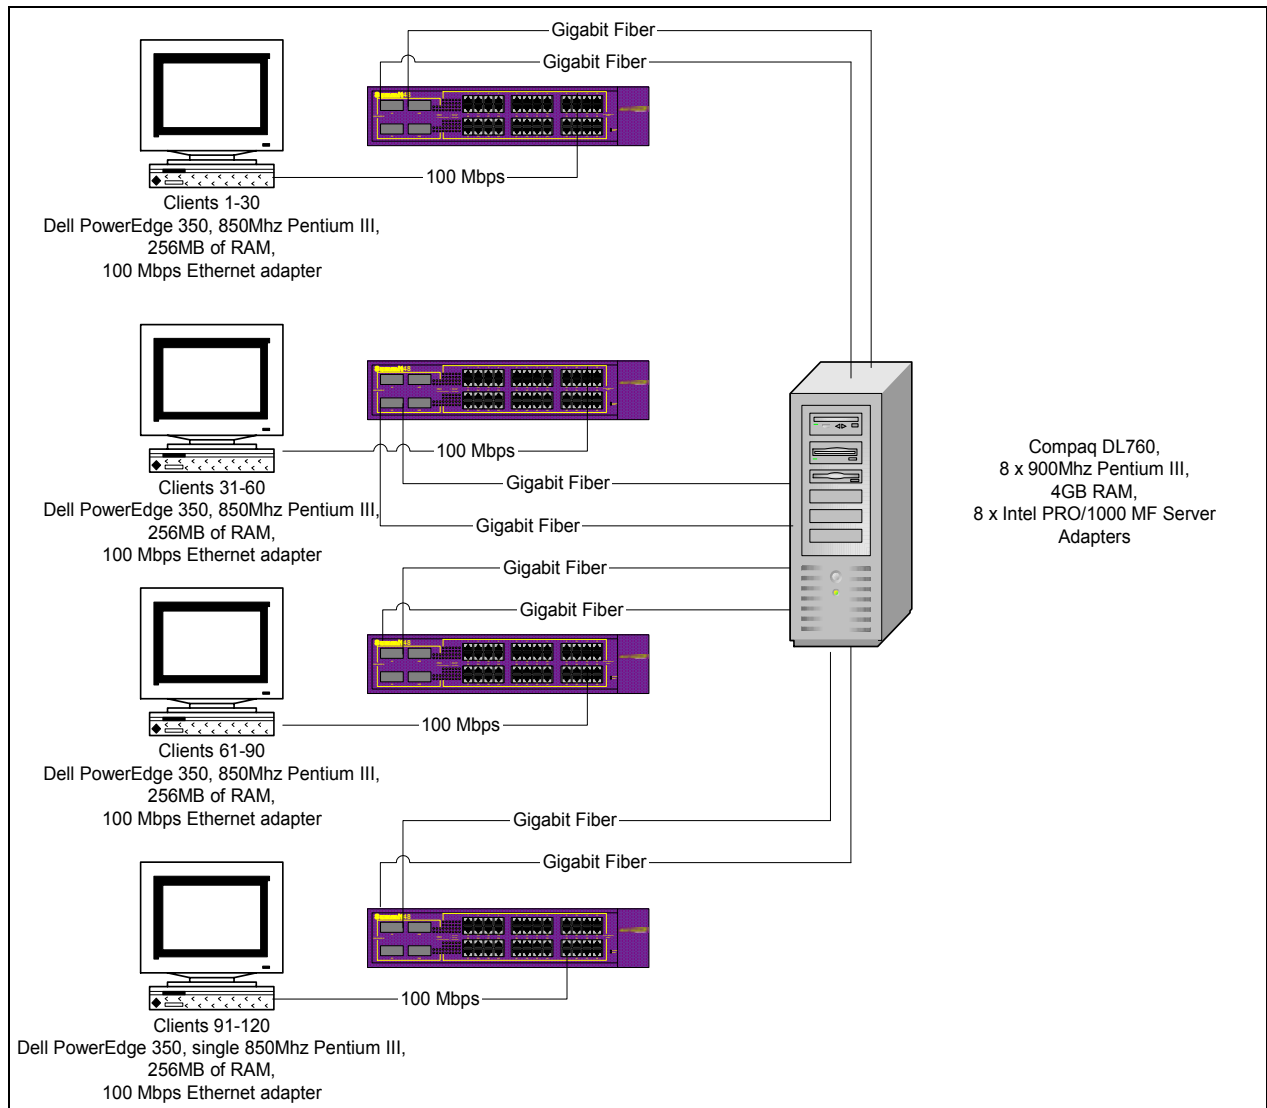 Gigabit Fiber
Gigabit Fiber
100 Mbps
Clients 1-30
Dell PowerEdge 350, 850Mhz Pentium III,
256MB of RAM,
100 Mbps Ethernet adapter
100 Mbps
Gigabit Fiber
Gigabit Fiber
Clients 31-60
Dell PowerEdge 350, 850Mhz Pentium III,
256MB of RAM,
100 Mbps Ethernet adapter
Compaq DL760,
8 x 900Mhz Pentium III,
4GB RAM,
8 x Intel PRO/1000 MF Server
Adapters
Gigabit Fiber
Gigabit Fiber
100 Mbps
Clients 61-90
Dell PowerEdge 350, 850Mhz Pentium III,
256MB of RAM,
100 Mbps Ethernet adapter
Gigabit Fiber
Gigabit Fiber
100 Mbps
Clients 91-120
Dell PowerEdge 350, single 850Mhz Pentium III,
256MB of RAM,
100 Mbps Ethernet adapter